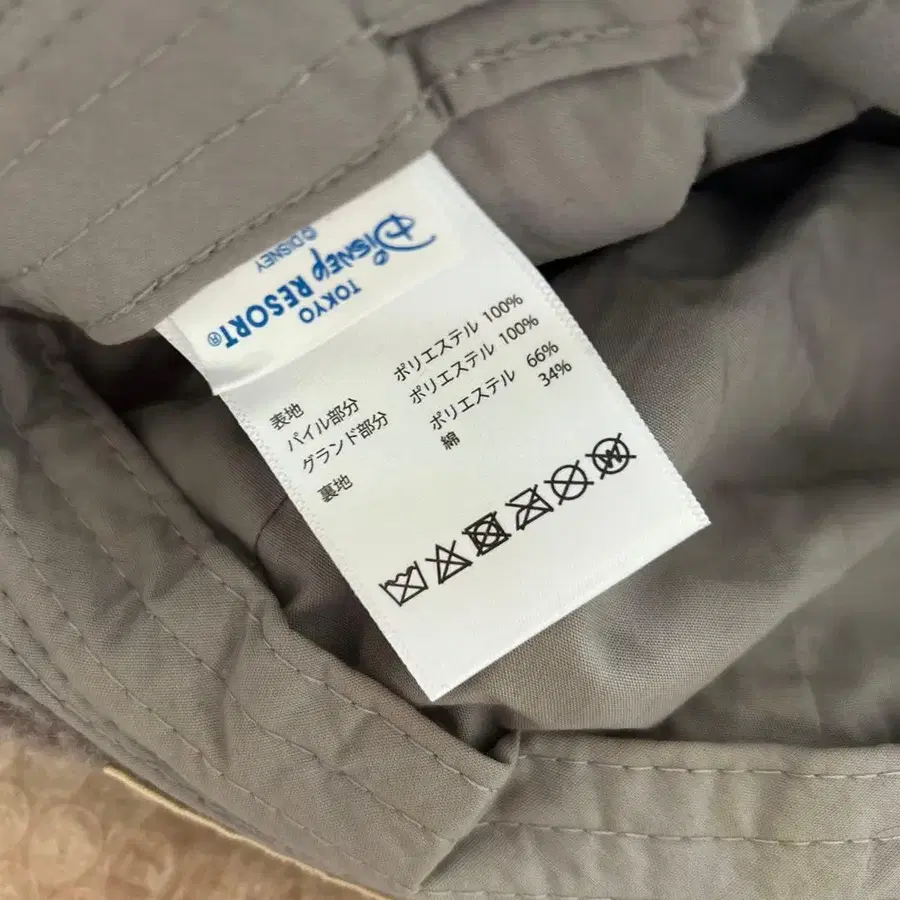 TOKYO
Disney RESORT®
©DISNEY
表地
パイル部分 ポリエステル 100%
グランド部分 ポリエステル 100%
裏地 ポリエステル 66%
綿 34%